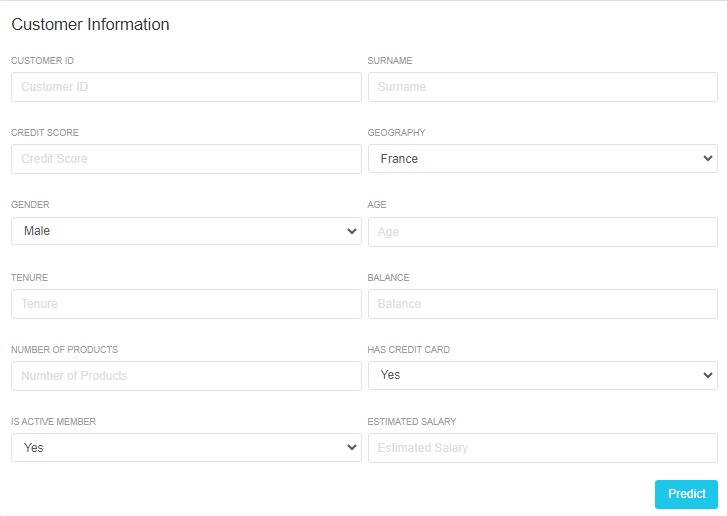 Customer Information
CUSTOMER ID SURNAME
Customer ID Surname
CREDIT SCORE GEOGRAPHY
Credit Score France
GENDER AGE
Male Age
TENURE BALANCE
Tenure Balance
NUMBER OF PRODUCTS HAS CREDIT CARD
Number of Products Yes
IS ACTIVE MEMBER ESTIMATED SALARY
Yes Estimated Salary
Predict